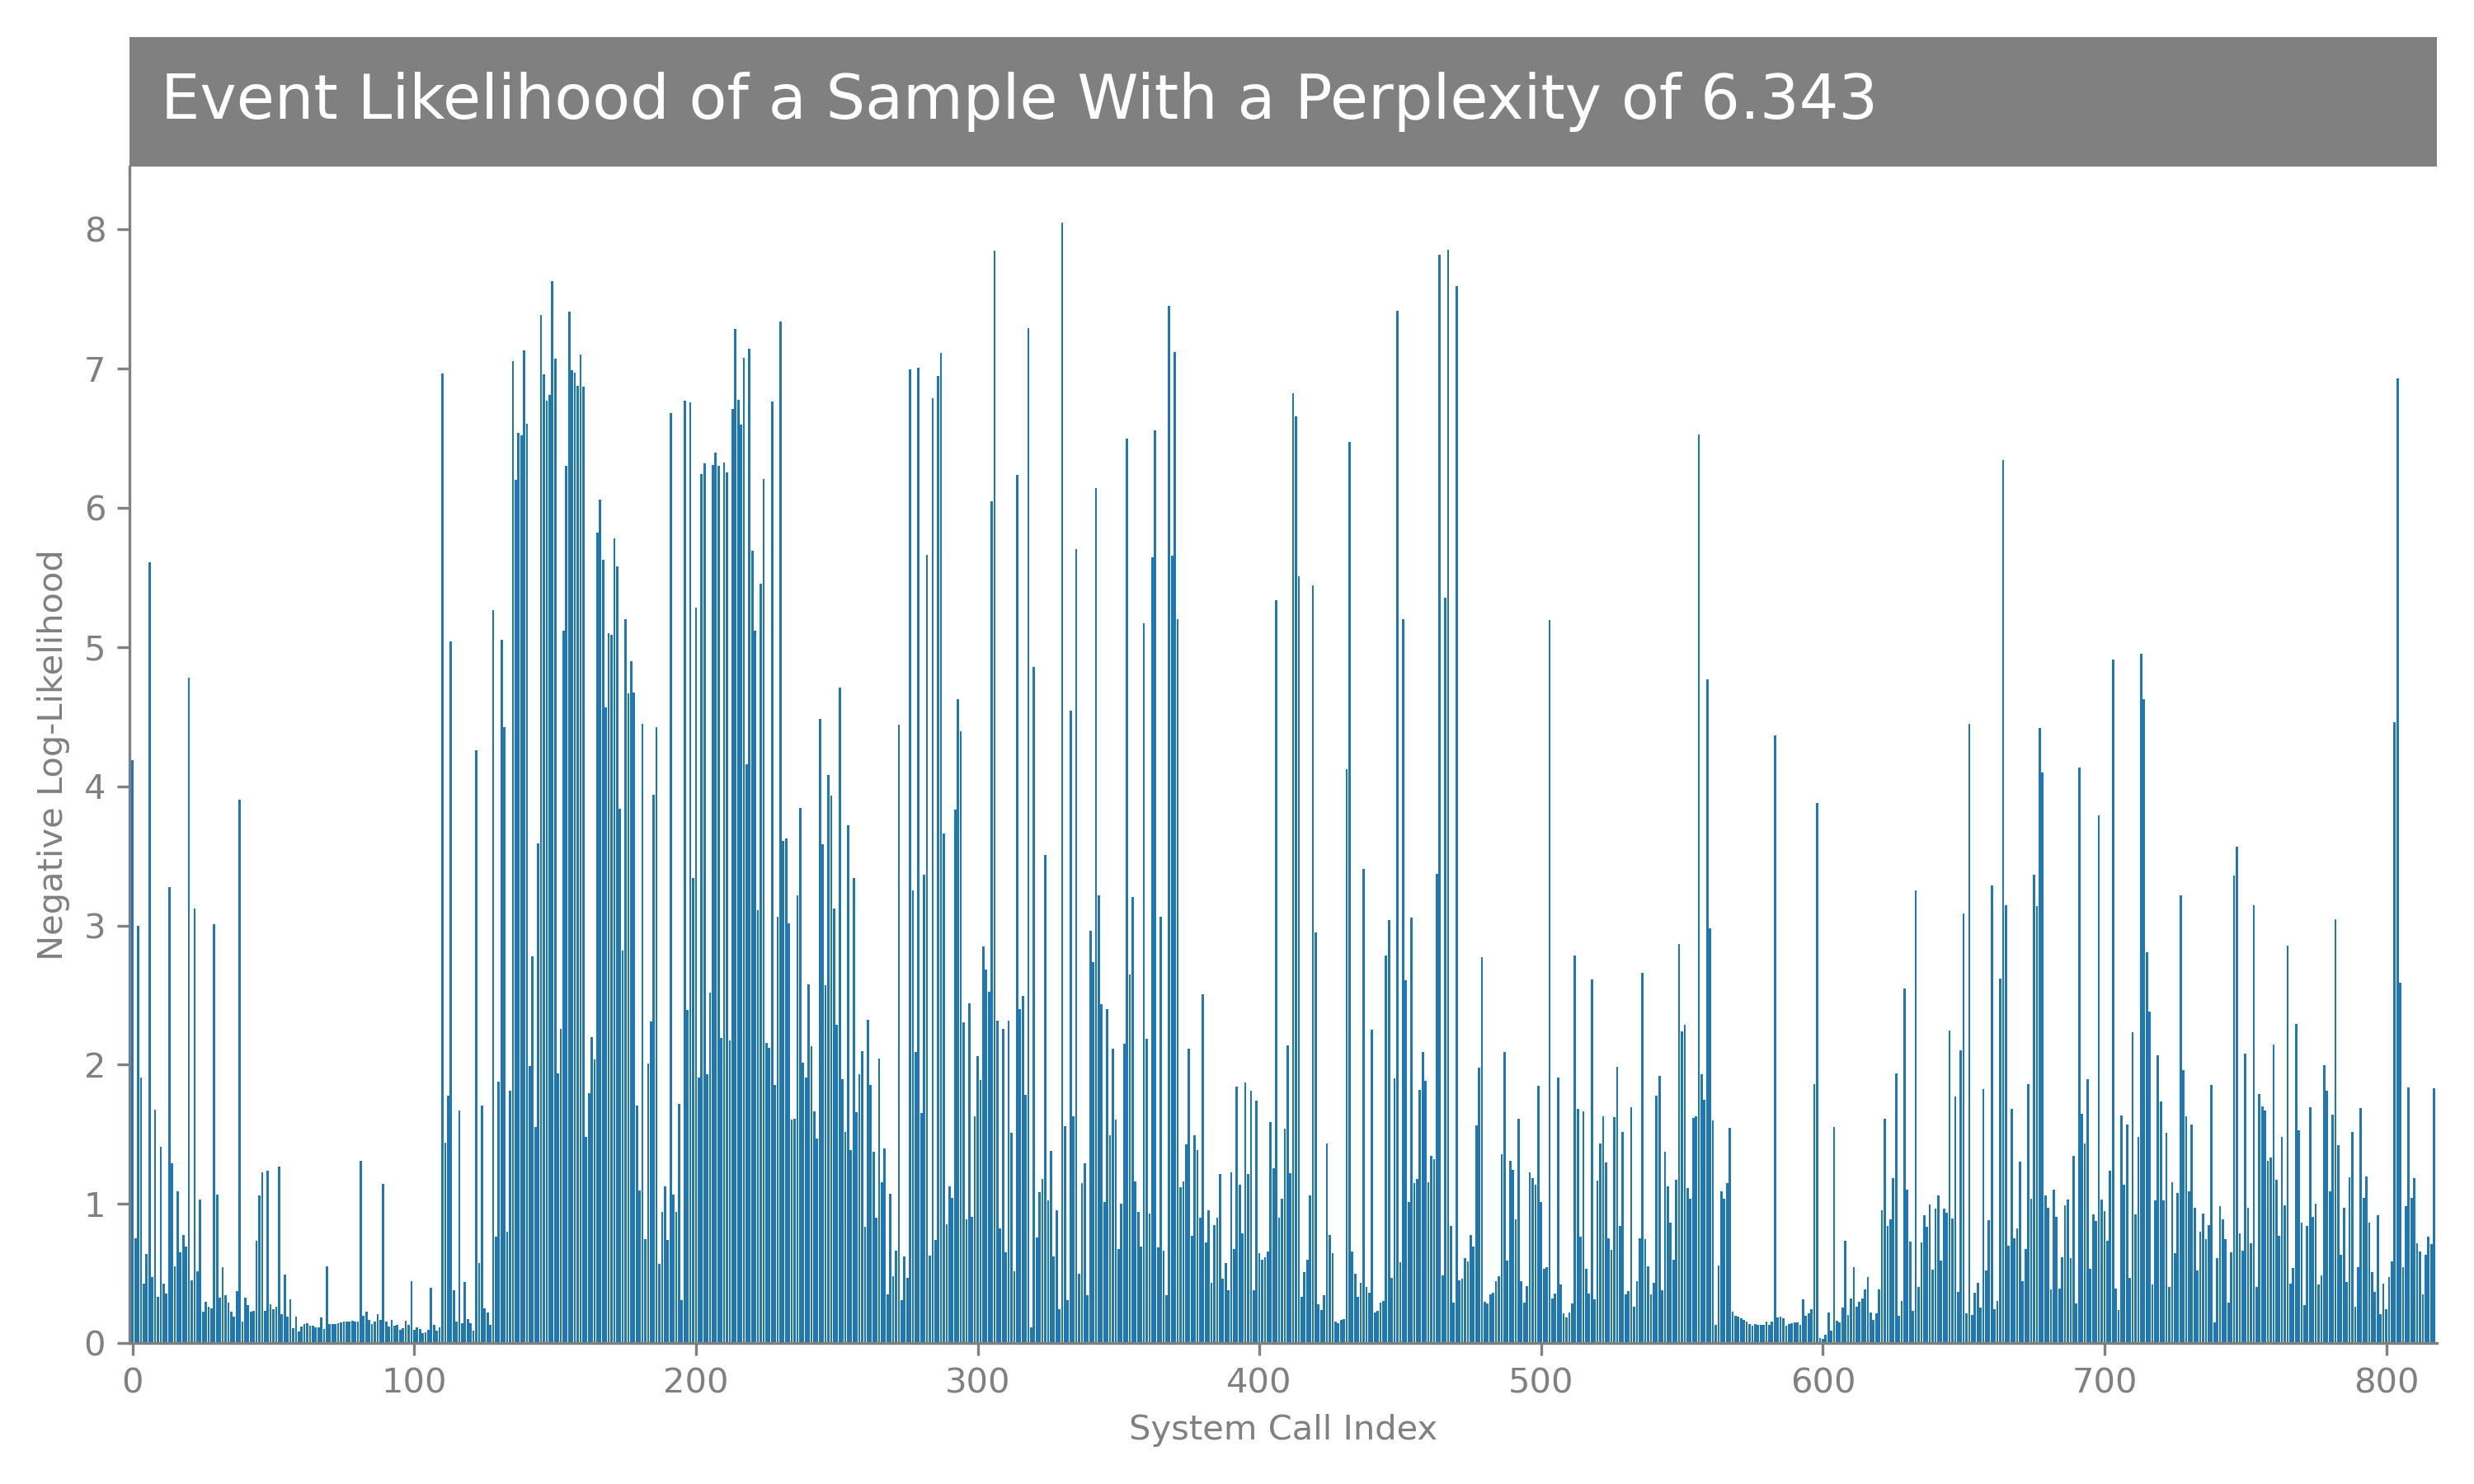 Event Likelihood of a Sample With a Perplexity of 6.343
Negative Log-Likelihood
8
7
6
5
4
3
2
1
0
0 100 200 300 400 500 600 700 800
System Call Index